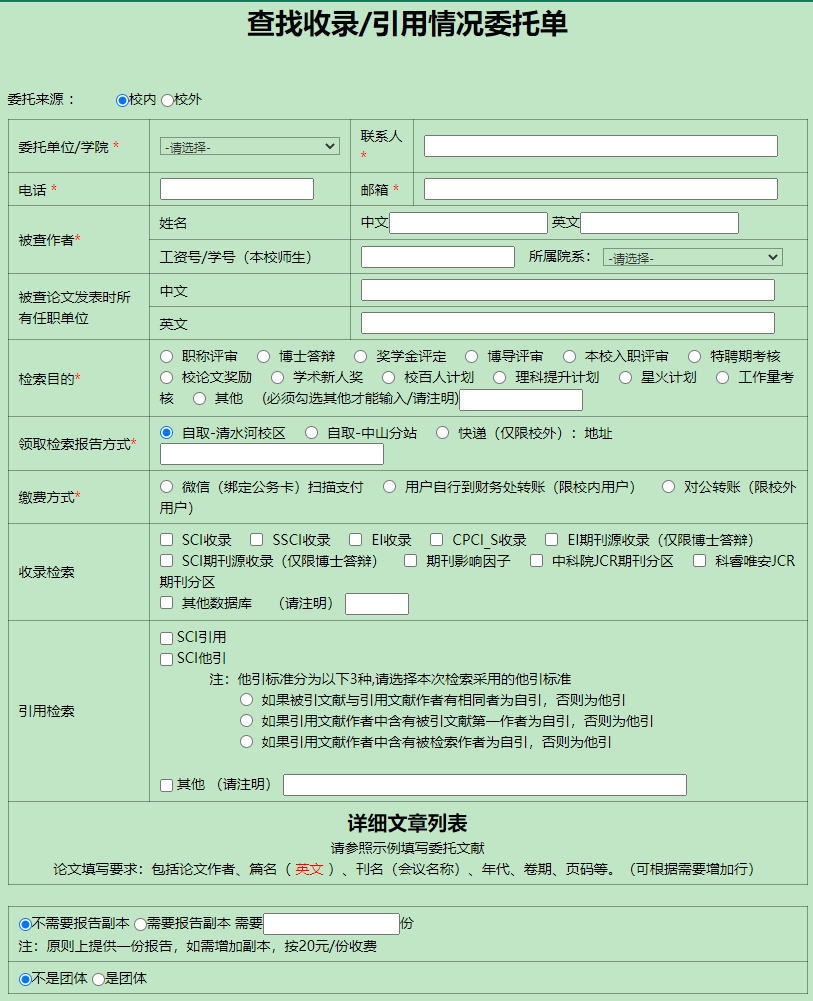 查找收录/引用情况委托单
委托来源： 校内 校外
委托单位/学院 * -请选择- 联系人 *
电话 * 邮箱 *
被查作者* 姓名 中文 英文
工资号/学号（本校师生） 所属院系： -请选择-
被查论文发表时所有任职单位 中文
英文
检索目的* 职称评审 博士答辩 奖学金评定 博导评审 本校入职评审 特聘期考核
校论文奖励 学术新人奖 校百人计划 理科提升计划 星火计划 工作量考
核 其他 (必须勾选其他才能输入/请注明)
领取检索报告方式* 自取-清水河校区 自取-中山分站 快递（仅限校外）：地址
缴费方式* 微信（绑定公务卡）扫描支付 用户自行到财务处转账（限校内用户） 对公转账（限校外
用户）
收录检索 SCI收录 SSCI收录 EI收录 CPCI_S收录 EI期刊源收录（仅限博士答辩）
SCI期刊源收录（仅限博士答辩） 期刊影响因子 中科院JCR期刊分区 科睿唯安JCR
期刊分区
其他数据库 （请注明）
引用检索 SCI引用
SCI他引
注：他引标准分为以下3种,请选择本次检索采用的他引标准
如果被引文献与引用文献作者有相同者为自引，否则为他引
如果引用文献作者中含有被引文献第一作者为自引，否则为他引
如果引用文献作者中含有被检索作者为自引，否则为他引
其他 （请注明）
详细文章列表
请参照示例填写委托文献
论文填写要求：包括论文作者、篇名（ 英文 ）、刊名（会议名称）、年代、卷期、页码等。（可根据需要增加行）
不需要报告副本 需要报告副本 需要 份
注：原则上提供一份报告，如需增加副本，按20元/份收费
不是团体 是团体